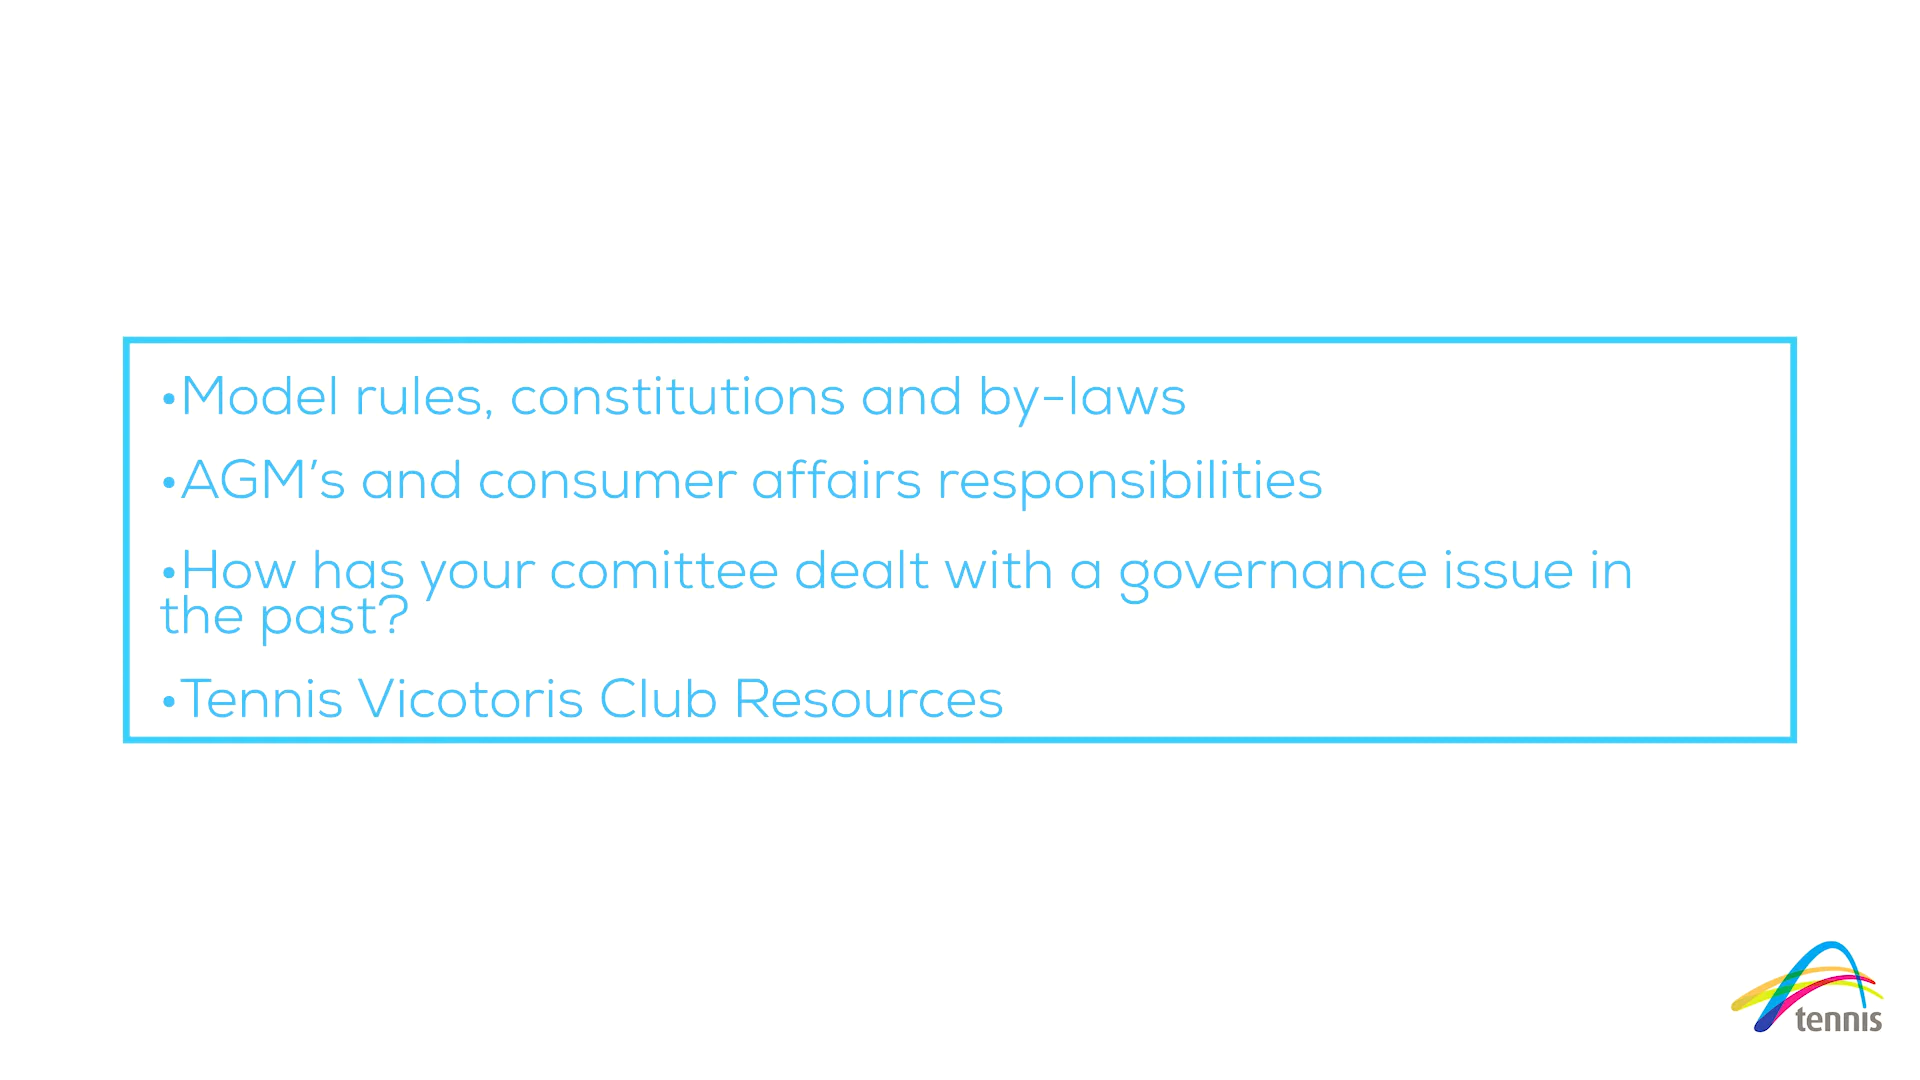 •Model rules, constitutions and by-laws
•AGM’s and consumer affairs responsibilities
•How has your comittee dealt with a governance issue in
the past?
•Tennis Vicotoris Club Resources
tennis